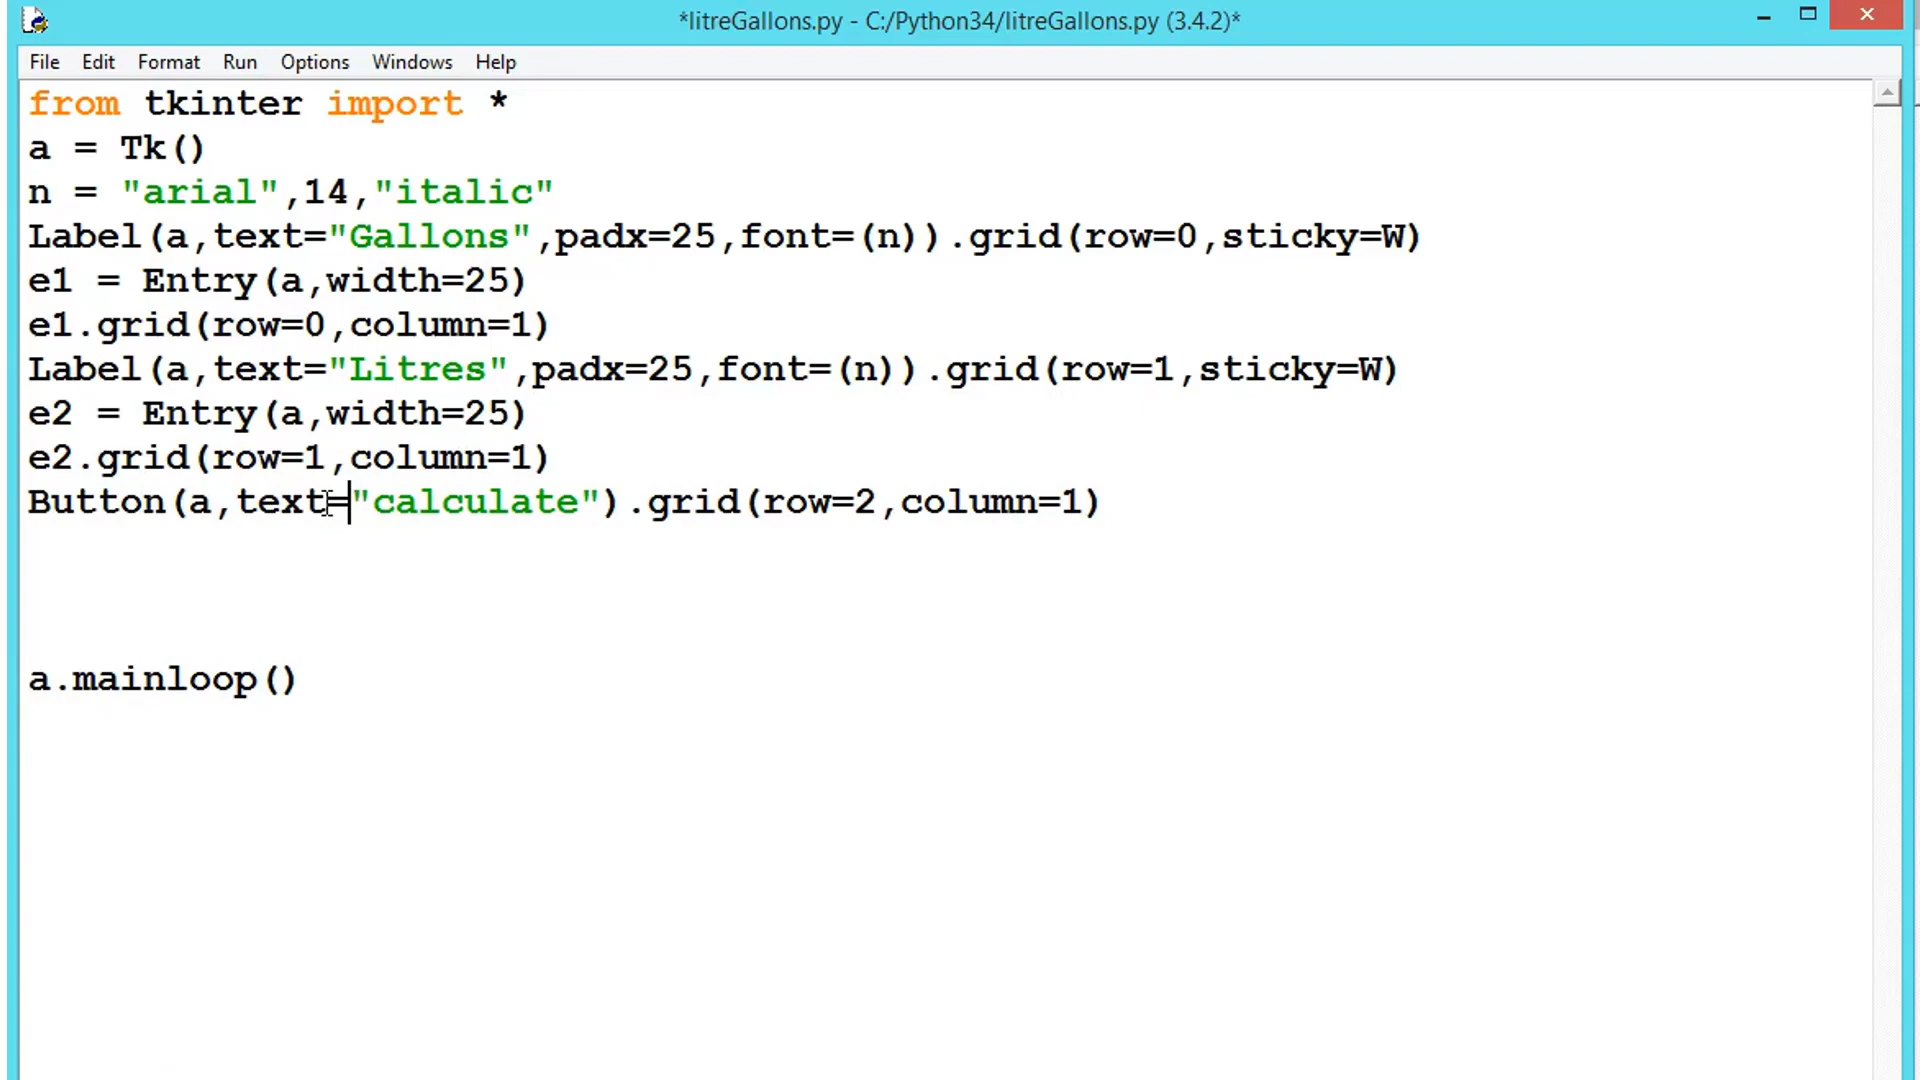 *litreGallons.py - C:/Python34/litreGallons.py (3.4.2)*
File Edit Format Run Options Windows Help
from tkinter import *
a = Tk()
n = "arial",14,"italic"
Label(a,text="Gallons",padx=25,font=(n)).grid(row=0,sticky=W)
e1 = Entry(a,width=25)
e1.grid(row=0,column=1)
Label(a,text="Litres",padx=25,font=(n)).grid(row=1,sticky=W)
e2 = Entry(a,width=25)
e2.grid(row=1,column=1)
Button(a,text="calculate").grid(row=2,column=1)
a.mainloop()